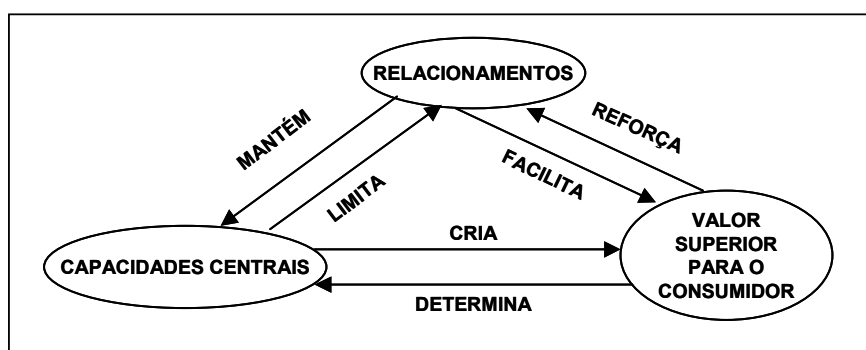 RELACIONAMENTOS
MANTÉM
LIMITA
FACILITA
REFORÇA
CAPACIDADES CENTRAIS
CRIA
DETERMINA
VALOR
SUPERIOR
PARA O
CONSUMIDOR